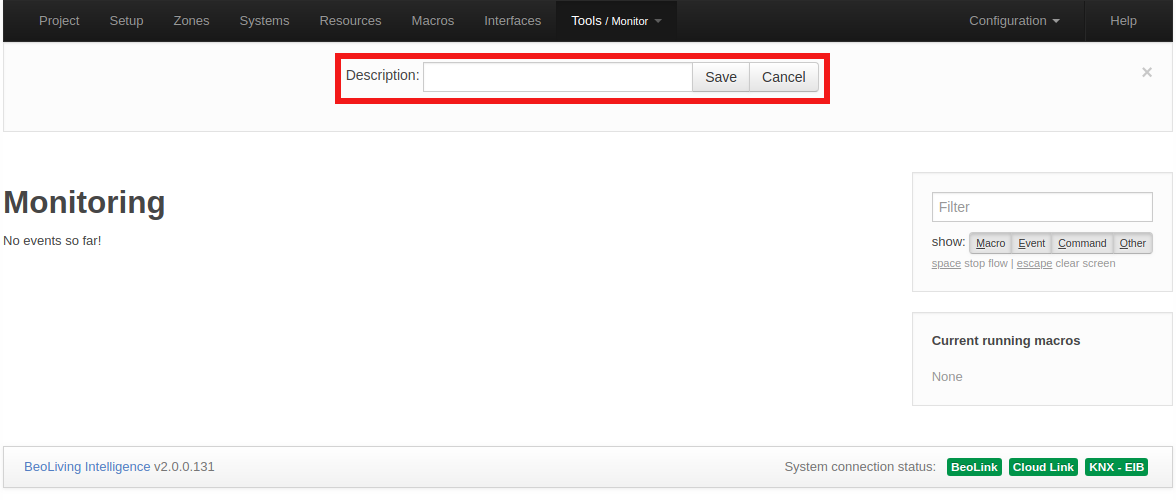 Project Setup Zones Systems Resources Macros Interfaces Tools / Monitor Configuration Help
Description: Save Cancel ×
Monitoring
No events so far!
Filter
show: Macro Event Command Other
space stop flow | escape clear screen
Current running macros
None
BeoLiving Intelligence v2.0.0.131 System connection status: BeoLink Cloud Link KNX - EIB